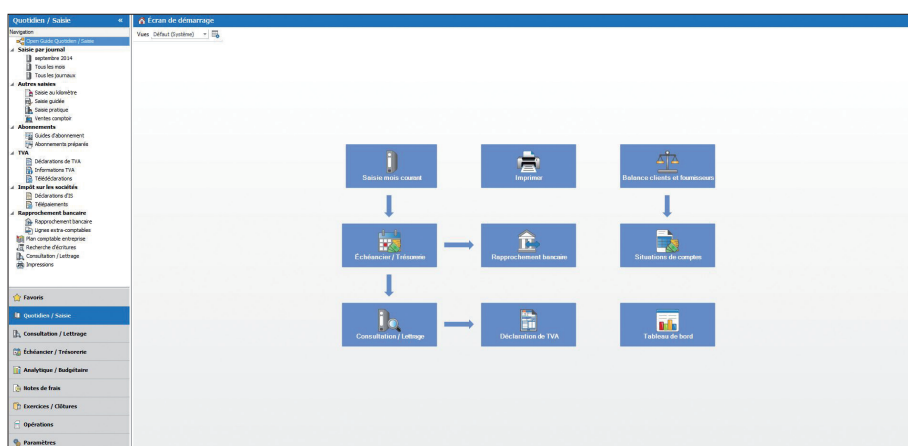 Quotidien / Saisie «
Navigation
Open Guide Quotidien / Saisie
Saisie par journal
septembre 2014
Tous les mois
Tous les journaux
Autres saisies
Saisie au kilomètre
Saisie guidée
Saisie pratique
Ventes comptoir
Abonnements
Guides d'abonnement
Abonnements préparés
TVA
Déclarations de TVA
Informations TVA
Télédéclarations
Impôt sur les sociétés
Déclarations d'IS
Télépaiements
Rapprochement bancaire
Rapprochement bancaire
Lignes extra-comptables
Plan comptable entreprise
Recherche d'écritures
Consultation / Lettrage
Impressions
Favoris
Quotidien / Saisie
Consultation / Lettrage
Échéancier / Trésorerie
Analytique / Budgétaire
Notes de frais
Exercices / Clôtures
Opérations
Paramètres
Écran de démarrage
Vues Défaut (Système)
Saisie mois courant
Imprimer
Balance clients et fournisseurs
Échéancier / Trésorerie
Rapprochement bancaire
Situations de comptes
Consultation / Lettrage
Déclaration de TVA
Tableau de bord